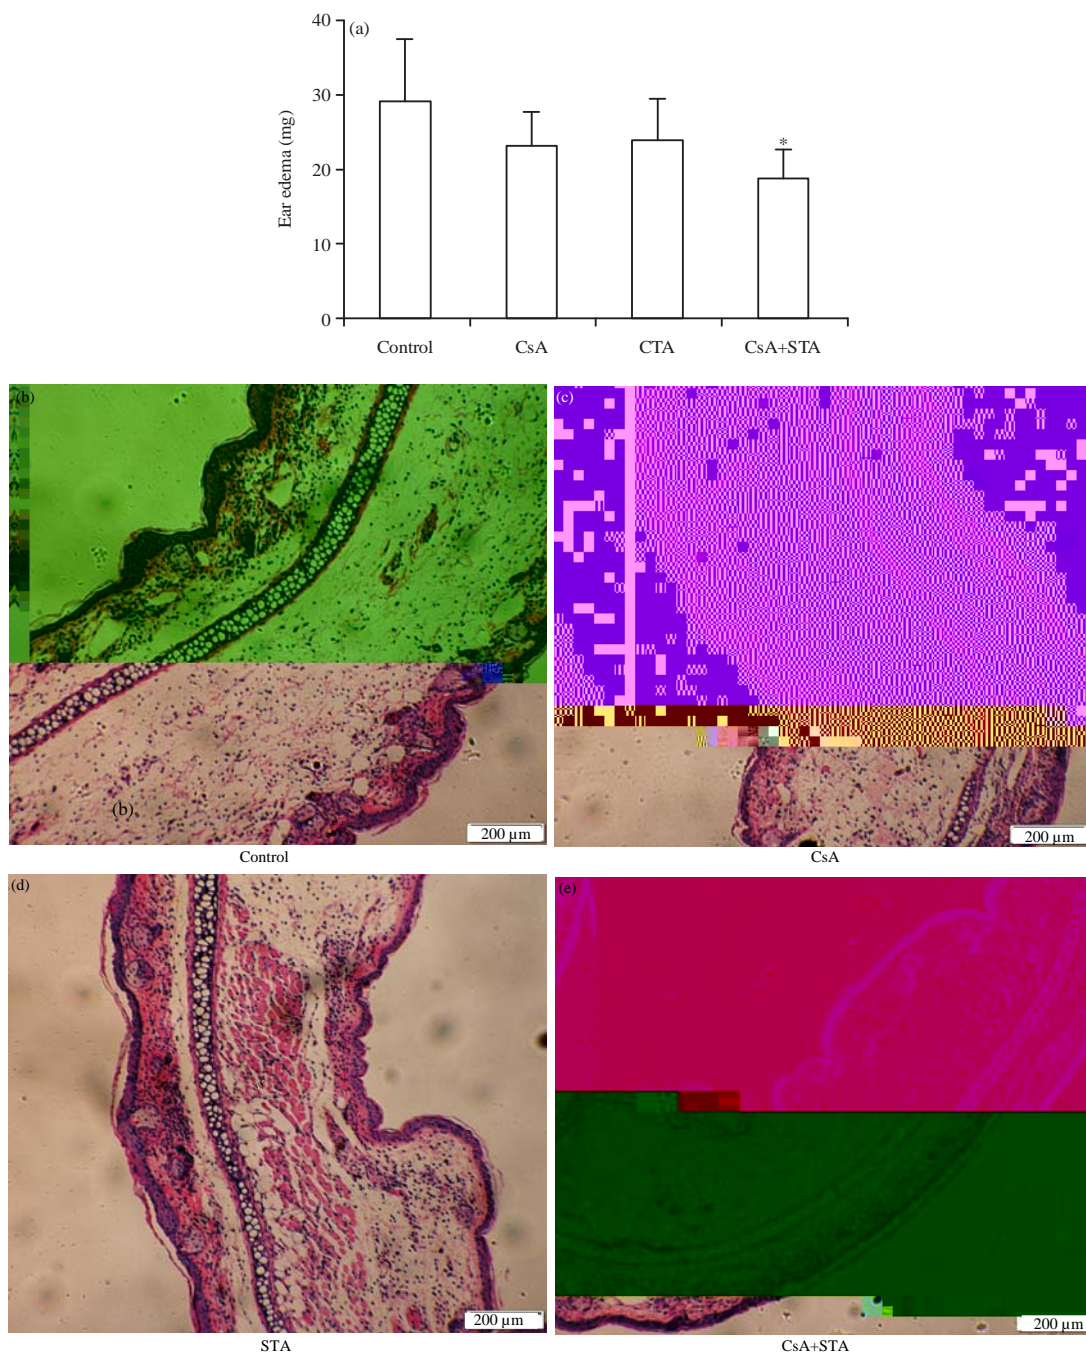 40
(a)
30
20
10
0
Ear edema (mg)
*
Control
CsA
CTA
CsA+STA
(b)
(c)
(b)
200 µm
200 µm
Control
CsA
(d)
(e)
200 µm
200 µm
STA
CsA+STA